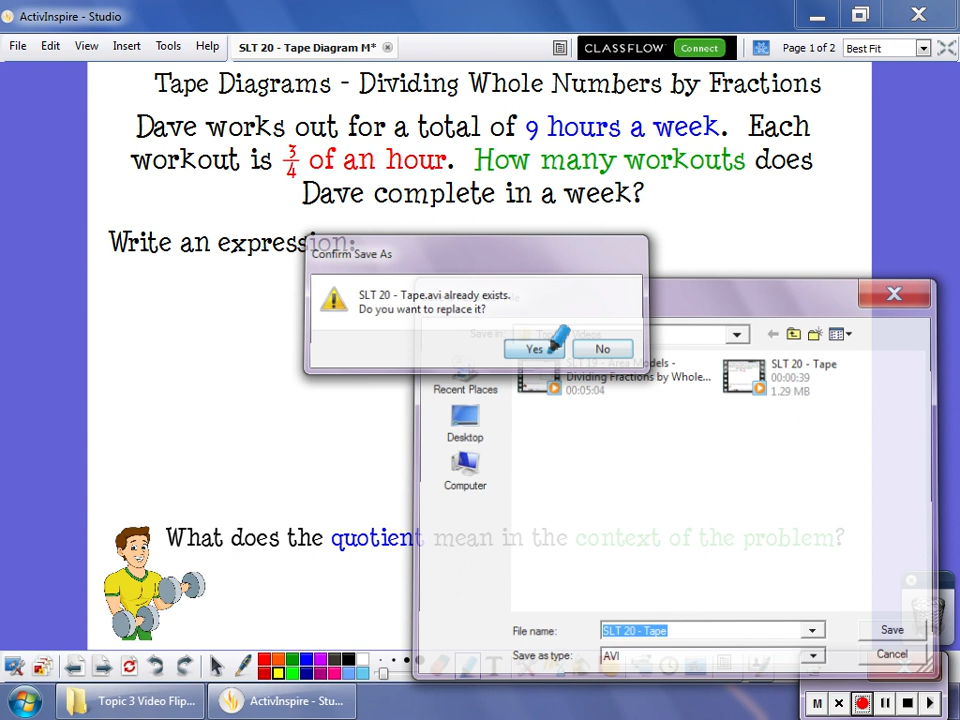 ActivInspire - Studio
File Edit View Insert Tools Help
SLT 20 - Tape Diagram M*
CLASSFLOW Connect
Page 1 of 2
Best Fit
Tape Diagrams - Dividing Whole Numbers by Fractions
Dave works out for a total of 9 hours a week. Each
workout is 3/4 of an hour. How many workouts does
Dave complete in a week?
Write an expression:
Confirm Save As
SLT 20 - Tape.avi already exists.
Do you want to replace it?
Yes No
Save in:
Recent Places
Desktop
Computer
SLT 19 - Area Models -
Dividing Fractions by Whole...
00:05:04
SLT 20 - Tape
00:00:39
1.29 MB
What does the quotient mean in the context of the problem?
File name: SLT 20 - Tape
Save
Save as type: AVI
Cancel
Topic 3 Video Flip...
ActivInspire - Stu...
M